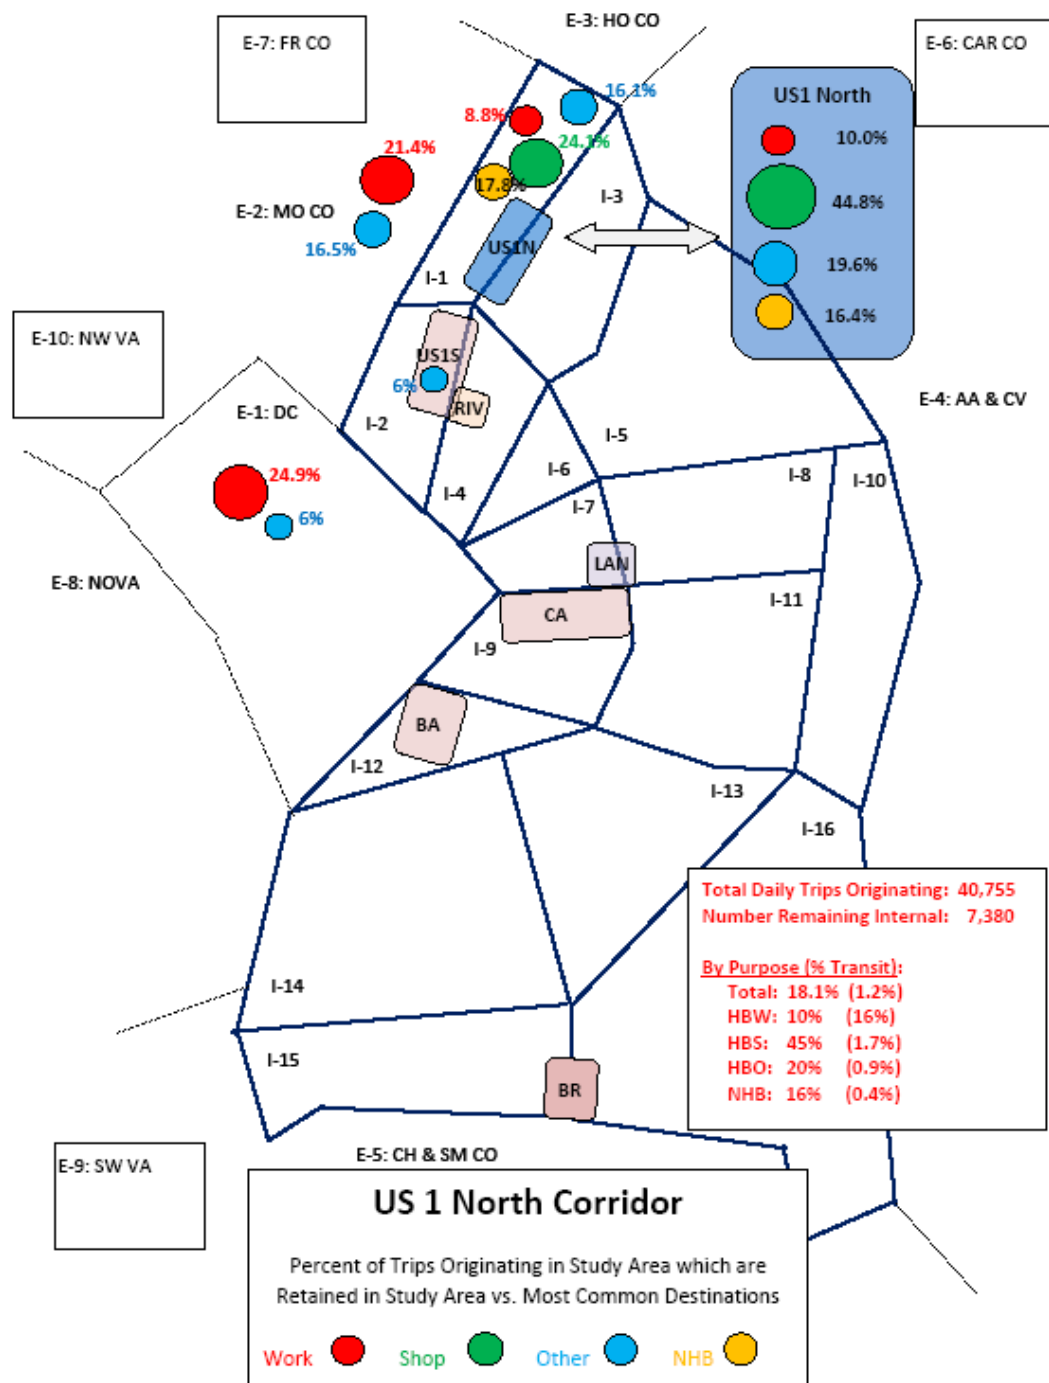 E-3: HO CO
E-7: FR CO
E-6: CAR CO
US1 North
10.0%
44.8%
19.6%
16.4%
16.1%
8.8%
24.1%
17.8%
21.4%
E-2: MO CO
16.5%
I-3
US1N
I-1
E-10: NW VA
US1S
6%
RIV
E-4: AA & CV
E-1: DC
I-2
I-5
I-6
I-8
I-10
24.9%
6%
I-4
I-7
E-8: NOVA
LAN
I-11
CA
I-9
BA
I-12
I-13
I-16
Total Daily Trips Originating: 40,755
Number Remaining Internal: 7,380
By Purpose (% Transit):
Total: 18.1% (1.2%)
HBW: 10% (16%)
HBS: 45% (1.7%)
HBO: 20% (0.9%)
NHB: 16% (0.4%)
I-14
I-15
BR
E-5: CH & SM CO
E-9: SW VA
US 1 North Corridor
Percent of Trips Originating in Study Area which are
Retained in Study Area vs. Most Common Destinations
Work Shop Other NHB